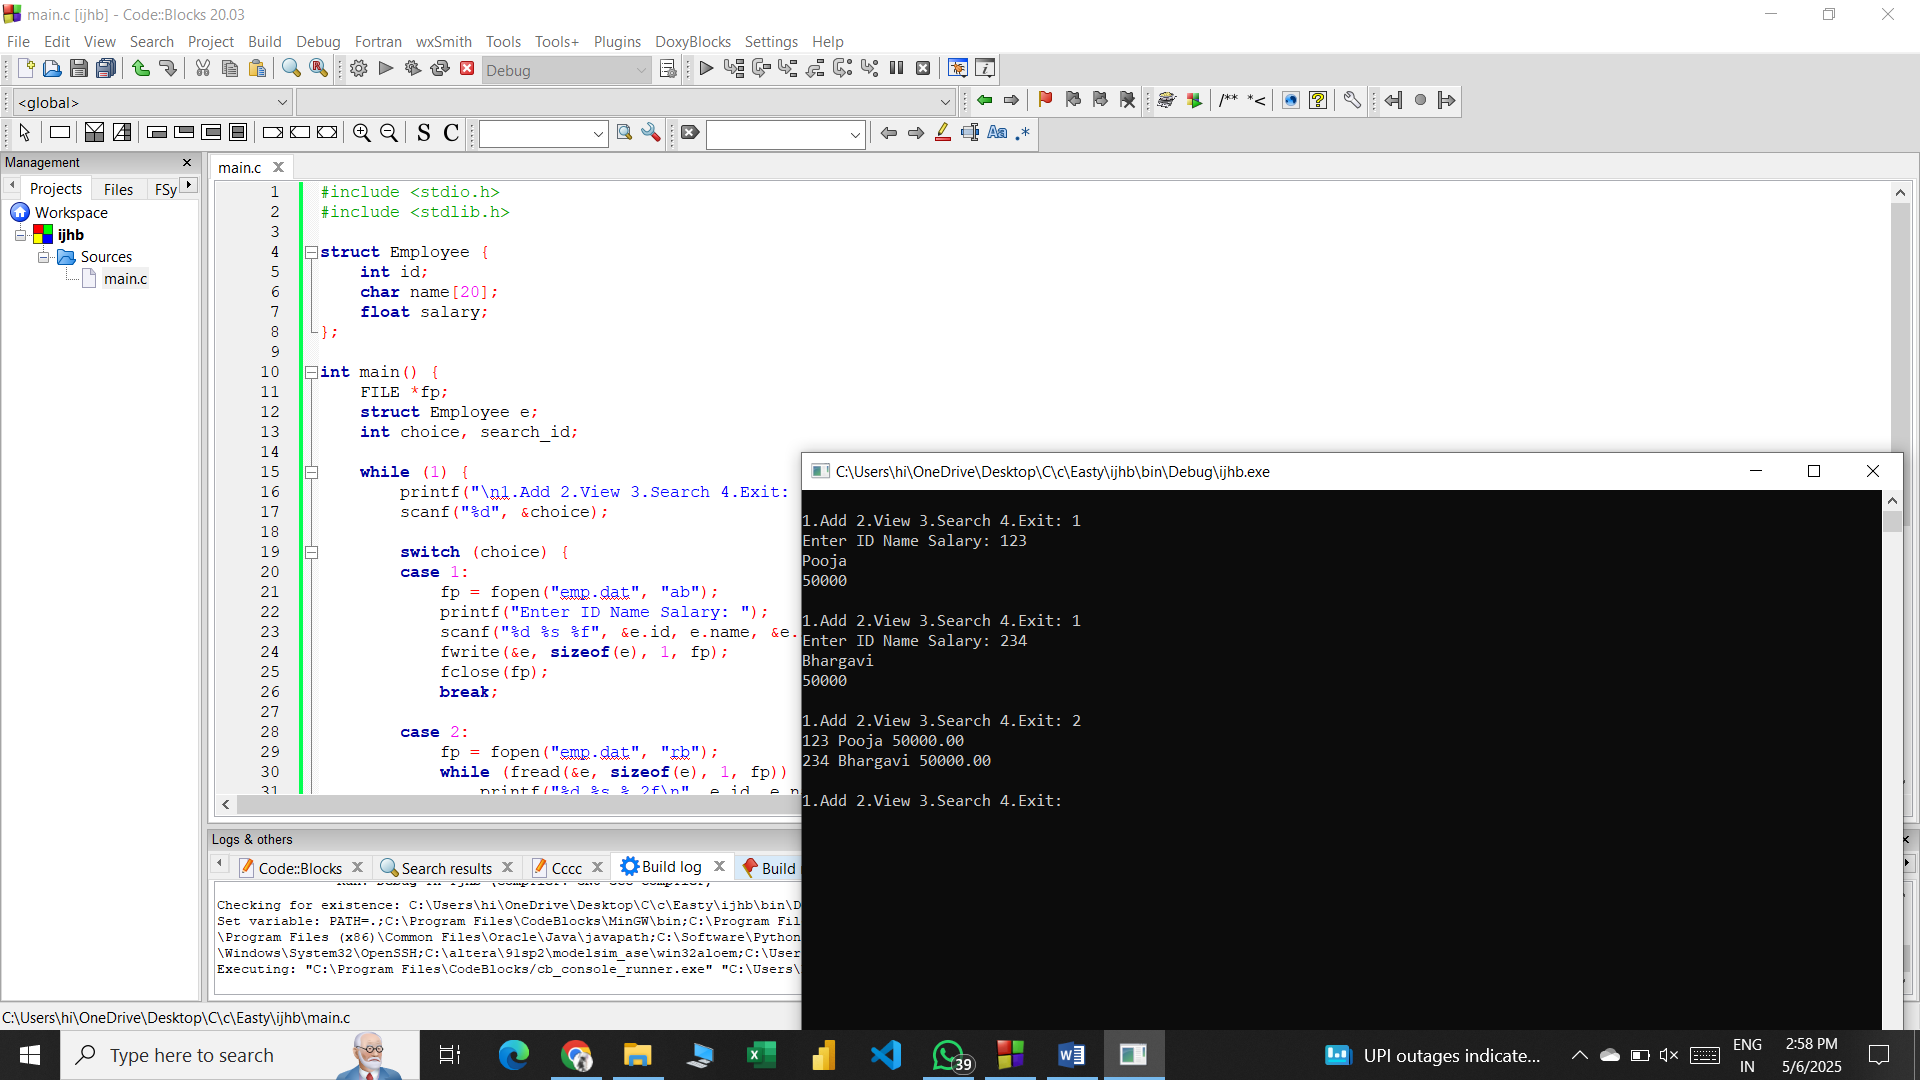 main.c [ijhb] - Code::Blocks 20.03
File Edit View Search Project Build Debug Fortran wxSmith Tools Tools+ Plugins DoxyBlocks Settings Help
Debug
<global>
/** *<
S C
Aa .*
Management
Projects Files FSy
Workspace
ijhb
Sources
main.c
main.c
1 #include <stdio.h>
2 #include <stdlib.h>
3
4 struct Employee {
5 int id;
6 char name[20];
7 float salary;
8 };
9
10 int main() {
11 FILE *fp;
12 struct Employee e;
13 int choice, search_id;
14
15 while (1) {
16 printf("\n1.Add 2.View 3.Search 4.Exit:
17 scanf("%d", &choice);
18
19 switch (choice) {
20 case 1:
21 fp = fopen("emp.dat", "ab");
22 printf("Enter ID Name Salary: ");
23 scanf("%d %s %f", &e.id, e.name, &e.
24 fwrite(&e, sizeof(e), 1, fp);
25 fclose(fp);
26 break;
27
28 case 2:
29 fp = fopen("emp.dat", "rb");
30 while (fread(&e, sizeof(e), 1, fp))
31 printf("%d %s %.2f\n", e.id, e.n
C:\Users\hi\OneDrive\Desktop\C\c\Easty\ijhb\bin\Debug\ijhb.exe
1.Add 2.View 3.Search 4.Exit: 1
Enter ID Name Salary: 123
Pooja
50000
1.Add 2.View 3.Search 4.Exit: 1
Enter ID Name Salary: 234
Bhargavi
50000
1.Add 2.View 3.Search 4.Exit: 2
123 Pooja 50000.00
234 Bhargavi 50000.00
1.Add 2.View 3.Search 4.Exit:
Logs & others
Code::Blocks Search results Cccc Build log Build
Checking for existence: C:\Users\hi\OneDrive\Desktop\C\c\Easty\ijhb\bin\D
Set variable: PATH=.;C:\Program Files\CodeBlocks\MinGW\bin;C:\Program Fil
\Program Files (x86)\Common Files\Oracle\Java\javapath;C:\Software\Python
\Windows\System32\OpenSSH;C:\altera\91sp2\modelsim_ase\win32aloem;C:\User
Executing: "C:\Program Files\CodeBlocks/cb_console_runner.exe" "C:\Users\
C:\Users\hi\OneDrive\Desktop\C\c\Easty\ijhb\main.c
Type here to search
39
UPI outages indicate...
ENG
IN
2:58 PM
5/6/2025